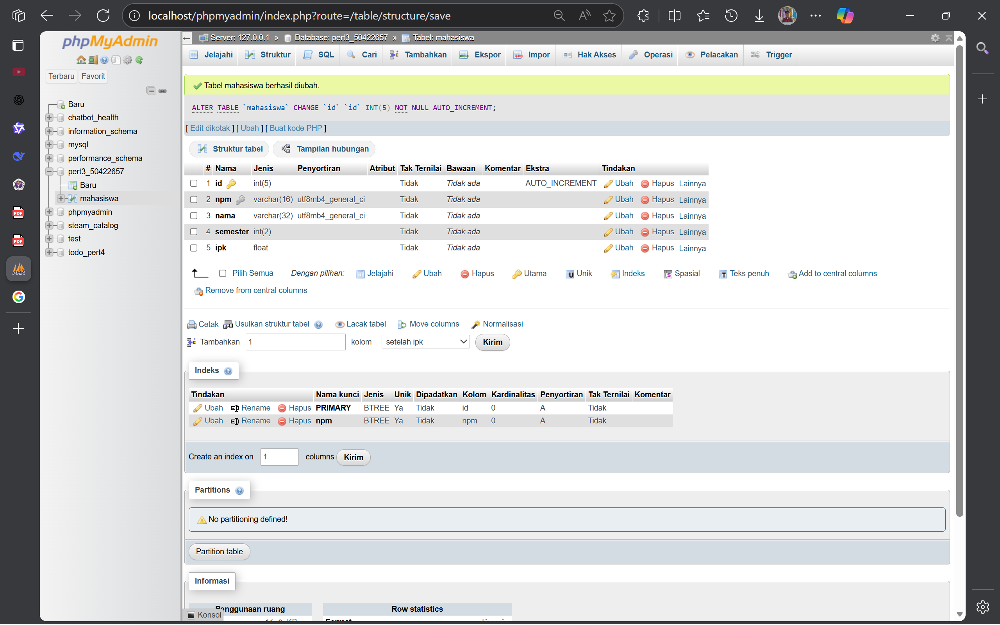 localhost/phpmyadmin/index.php?route=/table/structure/save
phpMyAdmin
Terbaru Favorit
Baru
chatbot_health
information_schema
mysql
performance_schema
pert3_50422657
Baru
mahasiswa
phpmyadmin
steam_catalog
test
todo_pert4
PDF
PDF
PMA
Server: 127.0.0.1 » Database: pert3_50422657 » Tabel: mahasiswa
Jelajahi Struktur SQL Cari Tambahkan Ekspor Impor Hak Akses Operasi Pelacakan Trigger
Tabel mahasiswa berhasil diubah.
ALTER TABLE `mahasiswa` CHANGE `id` `id` INT(5) NOT NULL AUTO_INCREMENT;
[ Edit dikotak ] [ Ubah ] [ Buat kode PHP ]
Struktur tabel Tampilan hubungan
# Nama Jenis Penyortiran Atribut Tak Ternilai Bawaan Komentar Ekstra Tindakan
1 id int(5) Tidak Tidak ada AUTO_INCREMENT Ubah Hapus Lainnya
2 npm varchar(16) utf8mb4_general_ci Tidak Tidak ada Ubah Hapus Lainnya
3 nama varchar(32) utf8mb4_general_ci Tidak Tidak ada Ubah Hapus Lainnya
4 semester int(2) Tidak Tidak ada Ubah Hapus Lainnya
5 ipk float Tidak Tidak ada Ubah Hapus Lainnya
Pilih Semua Dengan pilihan: Jelajahi Ubah Hapus Utama Unik Indeks Spasial Teks penuh Add to central columns
Remove from central columns
Cetak Usulkan struktur tabel Lacak tabel Move columns Normalisasi
Tambahkan 1 kolom setelah ipk Kirim
Indeks
Tindakan Nama kunci Jenis Unik Dipadatkan Kolom Kardinalitas Penyortiran Tak Ternilai Komentar
Ubah Rename Hapus PRIMARY BTREE Ya Tidak id 0 A Tidak
Ubah Rename Hapus npm BTREE Ya Tidak npm 0 A Tidak
Create an index on 1 columns Kirim
Partitions
No partitioning defined!
Partition table
Informasi
Penggunaan ruang Row statistics
Konsol